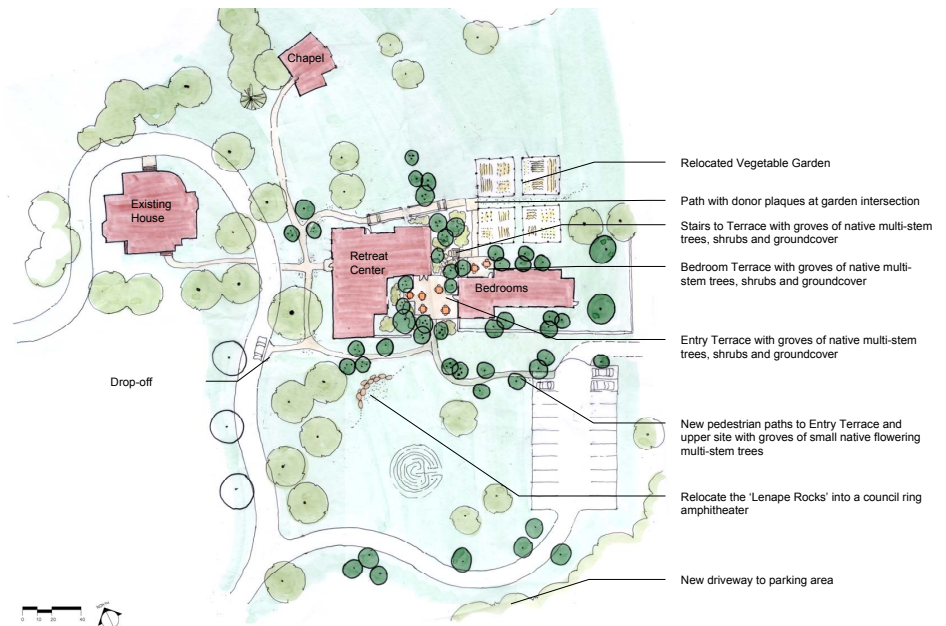 Chapel
Relocated Vegetable Garden
Path with donor plaques at garden intersection
Existing
House
Stairs to Terrace with groves of native multi-stem
trees, shrubs and groundcover
Retreat
Center
Bedroom Terrace with groves of native multi-
stem trees, shrubs and groundcover
Bedrooms
Entry Terrace with groves of native multi-stem
trees, shrubs and groundcover
Drop-off
New pedestrian paths to Entry Terrace and
upper site with groves of small native flowering
multi-stem trees
Relocate the ‘Lenape Rocks’ into a council ring
amphitheater
New driveway to parking area
0 10 20 40
NORTH